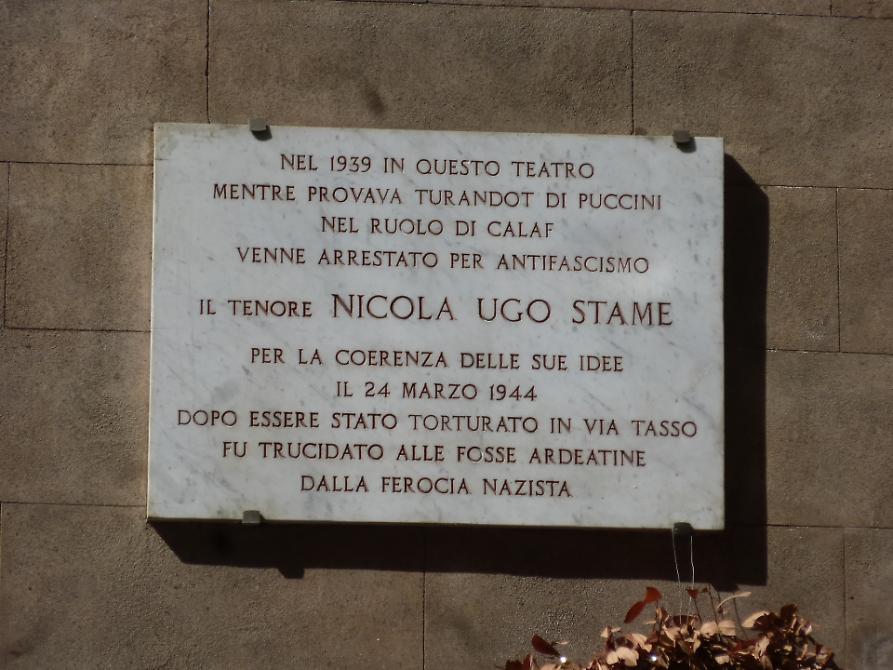 NEL 1939 IN QUESTO TEATRO
MENTRE PROVAVA TURANDOT DI PUCCINI
NEL RUOLO DI CALAF
VENNE ARRESTATO PER ANTIFASCISMO
IL TENORE NICOLA UGO STAME
PER LA COERENZA DELLE SUE IDEE
IL 24 MARZO 1944
DOPO ESSERE STATO TORTURATO IN VIA TASSO
FU TRUCIDATO ALLE FOSSE ARDEATINE
DALLA FEROCIA NAZISTA